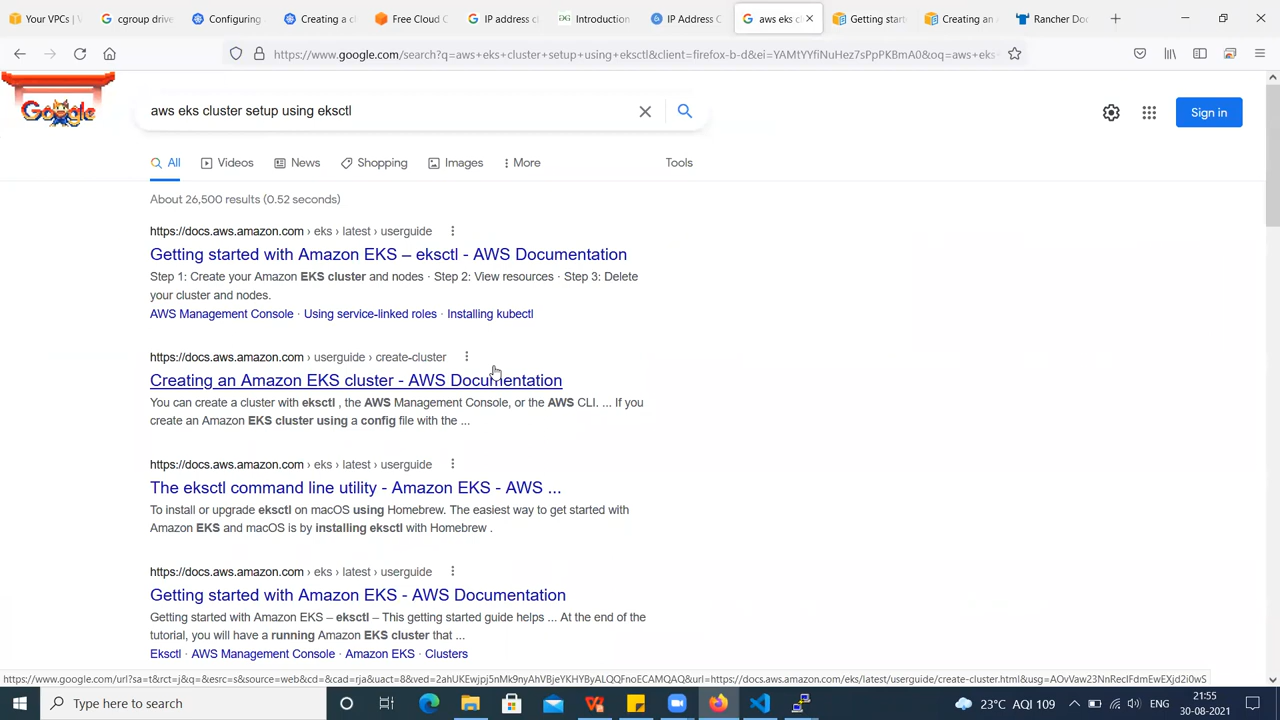 Your VPCs | V
cgroup drive
Configuring
Creating a cl
Free Cloud C
IP address cl
Introduction
IP Address C
aws eks cl
Getting start
Creating an A
Rancher Doc
https://www.google.com/search?q=aws+eks+cluster+setup+using+eksctl&client=firefox-b-d&ei=YAMtYYfiNuHez7sPpPKBmA0&oq=aws+eks+
Google
aws eks cluster setup using eksctl
Sign in
All
Videos
News
Shopping
Images
More
Tools
About 26,500 results (0.52 seconds)
https://docs.aws.amazon.com › eks › latest › userguide
Getting started with Amazon EKS – eksctl - AWS Documentation
Step 1: Create your Amazon EKS cluster and nodes · Step 2: View resources · Step 3: Delete
your cluster and nodes.
AWS Management Console · Using service-linked roles · Installing kubectl
https://docs.aws.amazon.com › userguide › create-cluster
Creating an Amazon EKS cluster - AWS Documentation
You can create a cluster with eksctl , the AWS Management Console, or the AWS CLI. ... If you
create an Amazon EKS cluster using a config file with the ...
https://docs.aws.amazon.com › eks › latest › userguide
The eksctl command line utility - Amazon EKS - AWS ...
To install or upgrade eksctl on macOS using Homebrew. The easiest way to get started with
Amazon EKS and macOS is by installing eksctl with Homebrew .
https://docs.aws.amazon.com › eks › latest › userguide
Getting started with Amazon EKS - AWS Documentation
Getting started with Amazon EKS – eksctl – This getting started guide helps ... At the end of the
tutorial, you will have a running Amazon EKS cluster that ...
Eksctl · AWS Management Console · Amazon EKS · Clusters
Type here to search
23°C AQI 109
ENG
21:55
30-08-2021